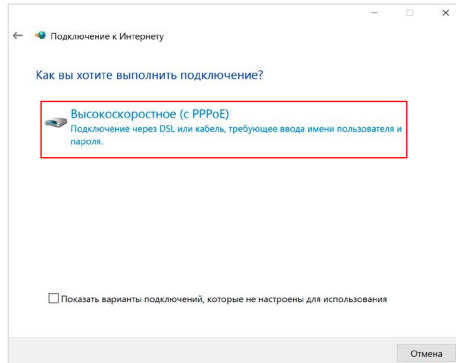 Подключение к Интернету
Как вы хотите выполнить подключение?
Высокоскоростное (с PPPoE)
Подключение через DSL или кабель, требующее ввода имени пользователя и
пароля.
Показать варианты подключений, которые не настроены для использования
Отмена